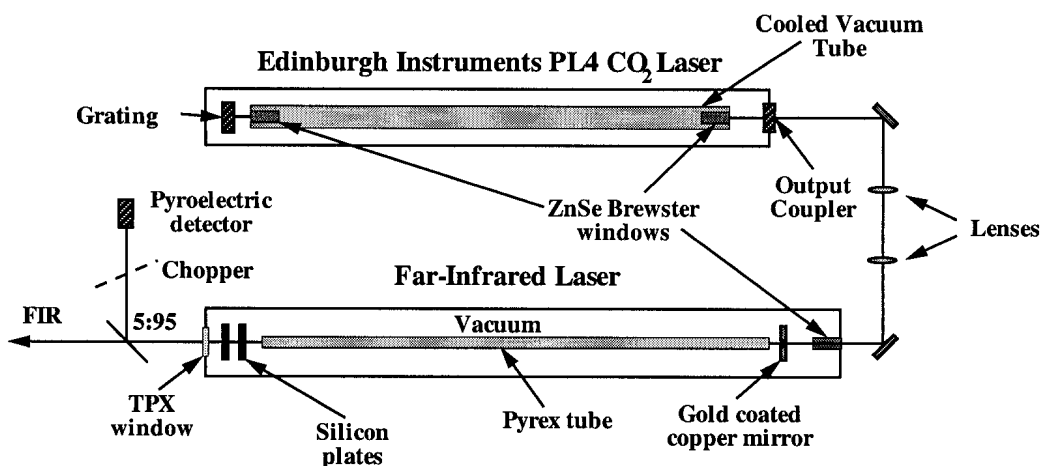 Cooled Vacuum
Tube
Edinburgh Instruments PL4 CO2 Laser
Grating
Pyroelectric
detector
ZnSe Brewster
windows
Output
Coupler
Lenses
Chopper
Far-Infrared Laser
FIR
5:95
Vacuum
TPX
window
Silicon
plates
Pyrex tube
Gold coated
copper mirror